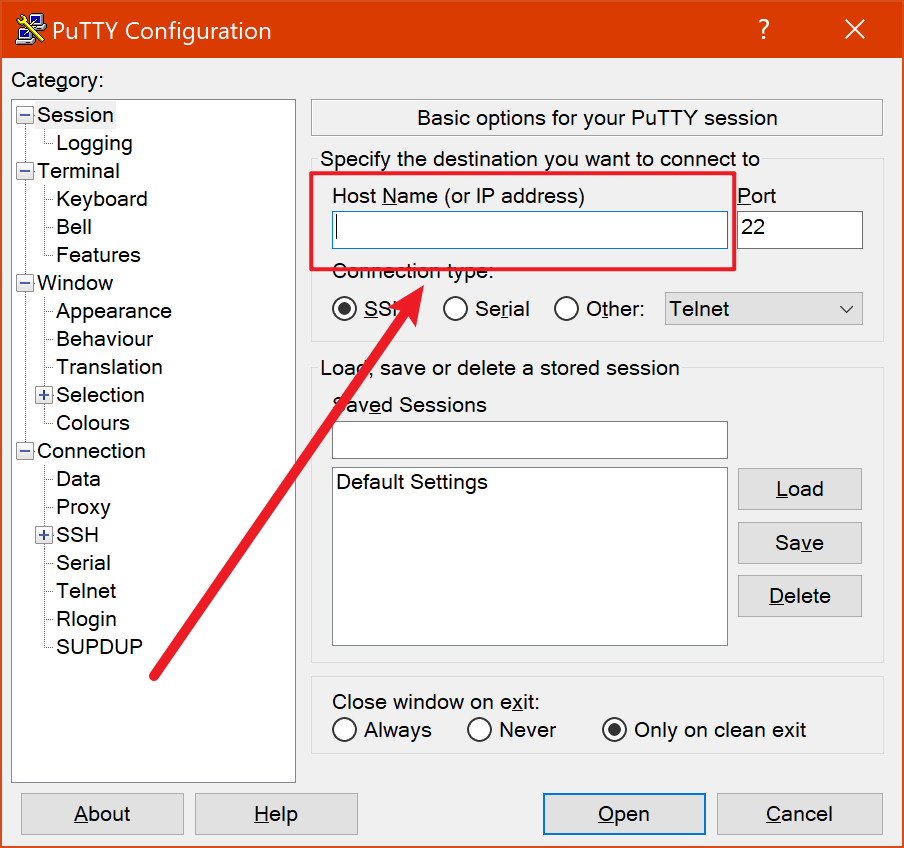 PuTTY Configuration
?
Category:
Session
Logging
Terminal
Keyboard
Bell
Features
Window
Appearance
Behaviour
Translation
Selection
Colours
Connection
Data
Proxy
SSH
Serial
Telnet
Rlogin
SUPDUP
Basic options for your PuTTY session
Specify the destination you want to connect to
Host Name (or IP address) Port
22
Connection type:
SSH Serial Other: Telnet
Load, save or delete a stored session
Saved Sessions
Default Settings
Load
Save
Delete
Close window on exit:
Always Never Only on clean exit
About Help Open Cancel